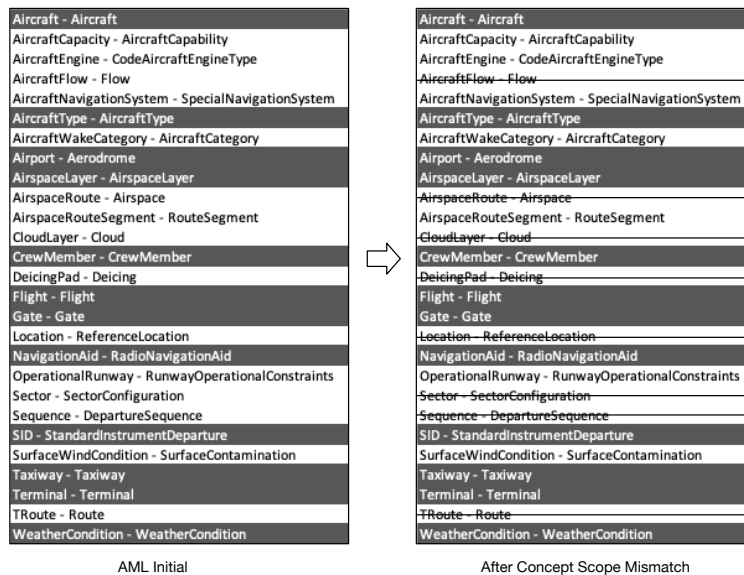 Aircraft - Aircraft
AircraftCapacity - AircraftCapability
AircraftEngine - CodeAircraftEngineType
AircraftFlow - Flow
AircraftNavigationSystem - SpecialNavigationSystem
AircraftType - AircraftType
AircraftWakeCategory - AircraftCategory
Airport - Aerodrome
AirspaceLayer - AirspaceLayer
AirspaceRoute - Airspace
AirspaceRouteSegment - RouteSegment
CloudLayer - Cloud
CrewMember - CrewMember
DeicingPad - Deicing
Flight - Flight
Gate - Gate
Location - ReferenceLocation
NavigationAid - RadioNavigationAid
OperationalRunway - RunwayOperationalConstraints
Sector - SectorConfiguration
Sequence - DepartureSequence
SID - StandardInstrumentDeparture
SurfaceWindCondition - SurfaceContamination
Taxiway - Taxiway
Terminal - Terminal
TRoute - Route
WeatherCondition - WeatherCondition
AML Initial
Aircraft - Aircraft
AircraftCapacity - AircraftCapability
AircraftEngine - CodeAircraftEngineType
AircraftFlow - Flow
AircraftNavigationSystem - SpecialNavigationSystem
AircraftType - AircraftType
AircraftWakeCategory - AircraftCategory
Airport - Aerodrome
AirspaceLayer - AirspaceLayer
AirspaceRoute - Airspace
AirspaceRouteSegment - RouteSegment
CloudLayer - Cloud
CrewMember - CrewMember
DeicingPad - Deicing
Flight - Flight
Gate - Gate
Location - ReferenceLocation
NavigationAid - RadioNavigationAid
OperationalRunway - RunwayOperationalConstraints
Sector - SectorConfiguration
Sequence - DepartureSequence
SID - StandardInstrumentDeparture
SurfaceWindCondition - SurfaceContamination
Taxiway - Taxiway
Terminal - Terminal
TRoute - Route
WeatherCondition - WeatherCondition
After Concept Scope Mismatch